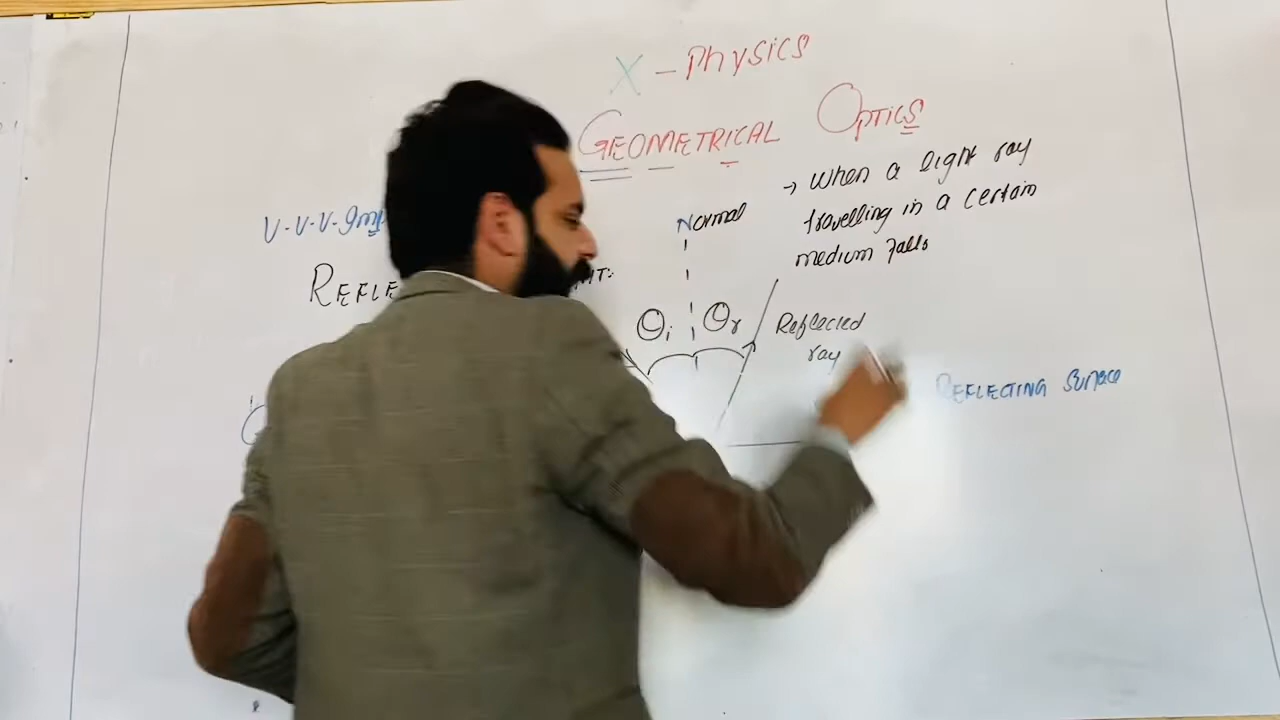 X - Physics
GEOMETRICAL OPTICS
V-V-V-Imp
Normal
→ When a light ray
travelling in a certain
medium falls
REFLE
θi θr
Reflected
ray
REFLECTING SURFACE